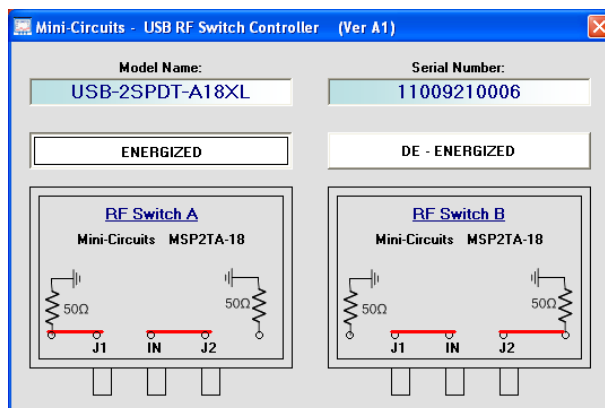 Mini-Circuits - USB RF Switch Controller (Ver A1)
Model Name:
Serial Number:
USB-2SPDT-A18XL
11009210006
ENERGIZED
DE - ENERGIZED
RF Switch A
Mini-Circuits MSP2TA-18
50Ω
50Ω
J1 IN J2
RF Switch B
Mini-Circuits MSP2TA-18
50Ω
50Ω
J1 IN J2